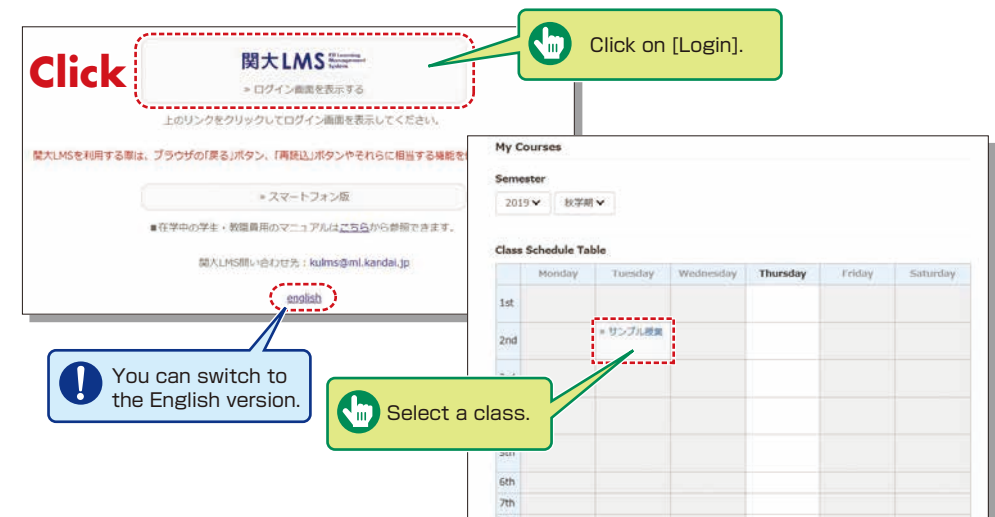 Click
関大LMS
» ログイン画面を表示する
上のリンクをクリックしてログイン画面を表示してください。
関大LMSを利用する際は、ブラウザの「戻る」ボタン、「再読込」ボタンやそれらに相当する機能を
» スマートフォン版
■在学中の学生・教職員用のマニュアルはこちらから参照できます。
関大LMS問い合わせ先：kulms@ml.kandai.jp
english
You can switch to
the English version.
Click on [Login].
My Courses
Semester
2019 秋学期
Class Schedule Table
Monday Tuesday Wednesday Thursday Friday Saturday
1st
2nd » サンプル授業
Select a class.
6th
7th